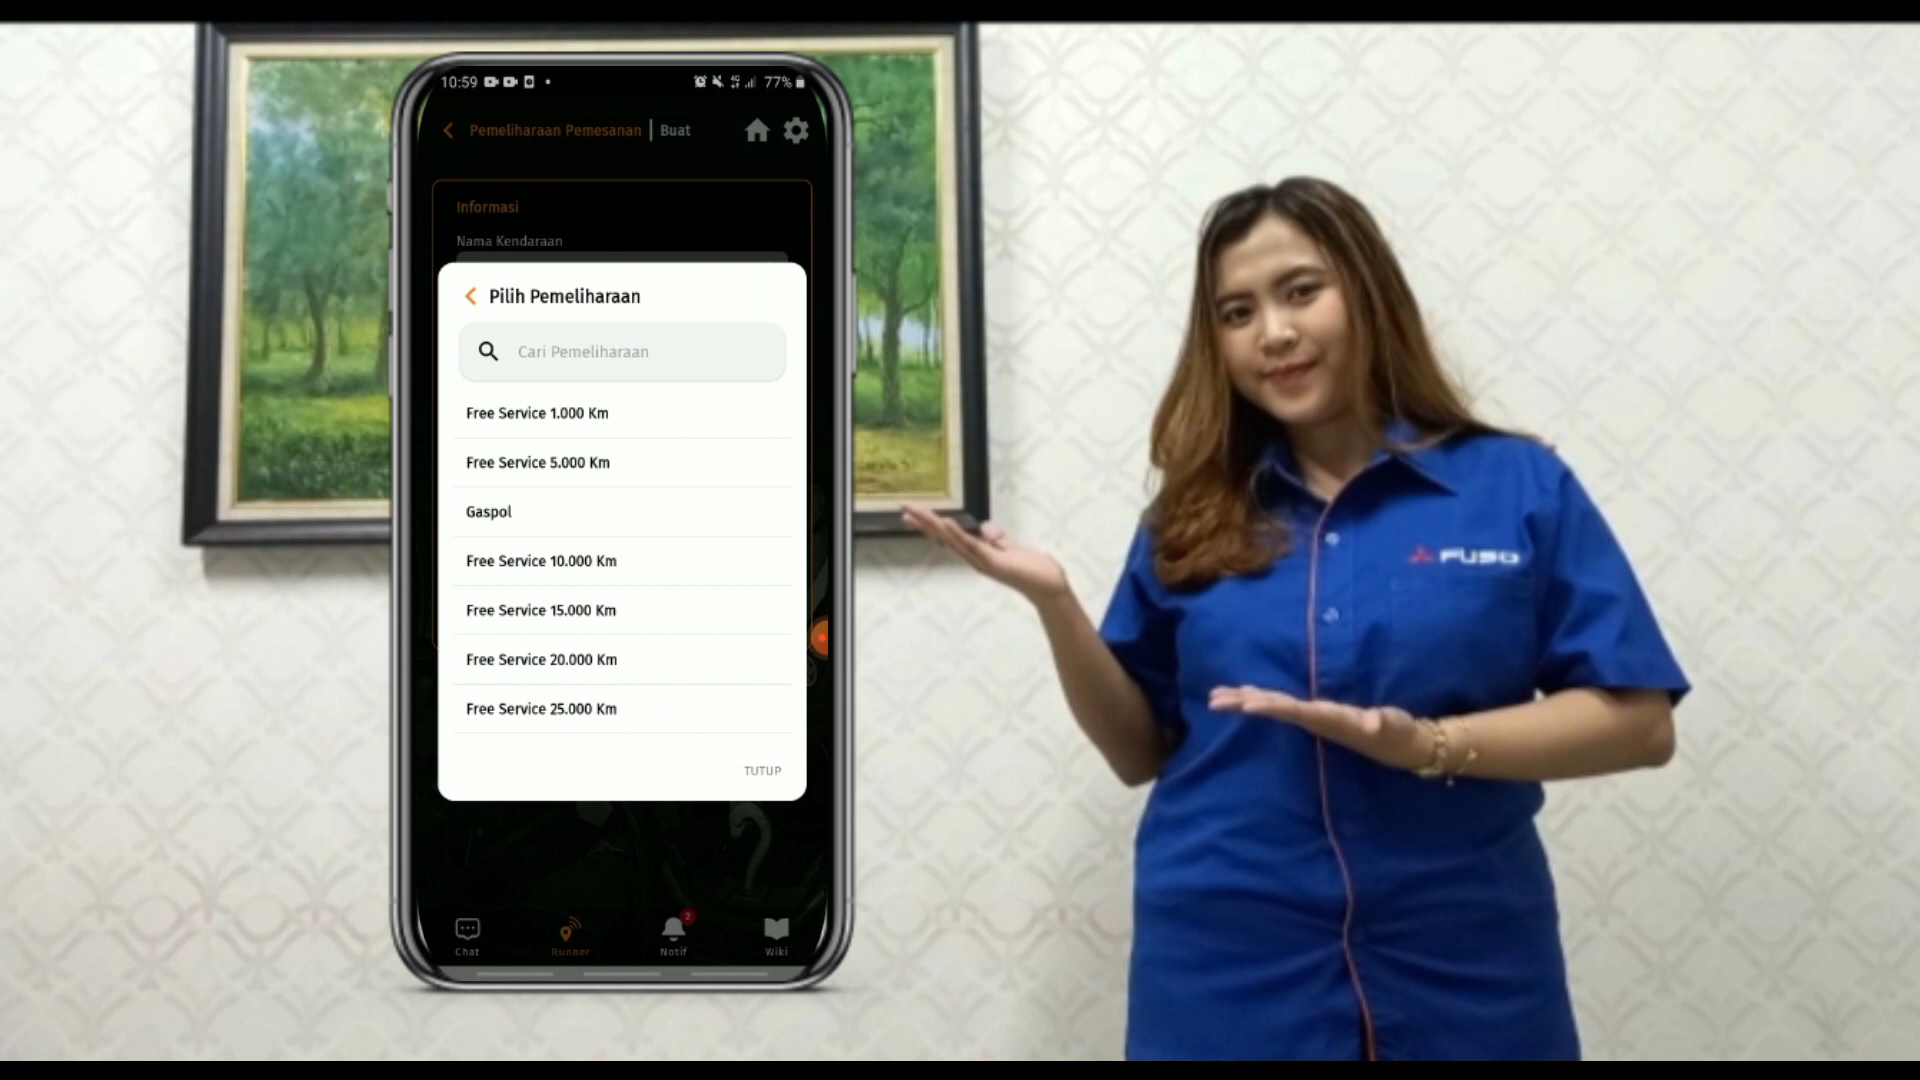 10:59
77%
Pemeliharaan Pemesanan | Buat
Informasi
Nama Kendaraan
Pilih Pemeliharaan
Cari Pemeliharaan
Free Service 1.000 Km
Free Service 5.000 Km
Gaspol
Free Service 10.000 Km
Free Service 15.000 Km
Free Service 20.000 Km
Free Service 25.000 Km
TUTUP
2
Chat
Runner
Notif
Wiki
FUSO